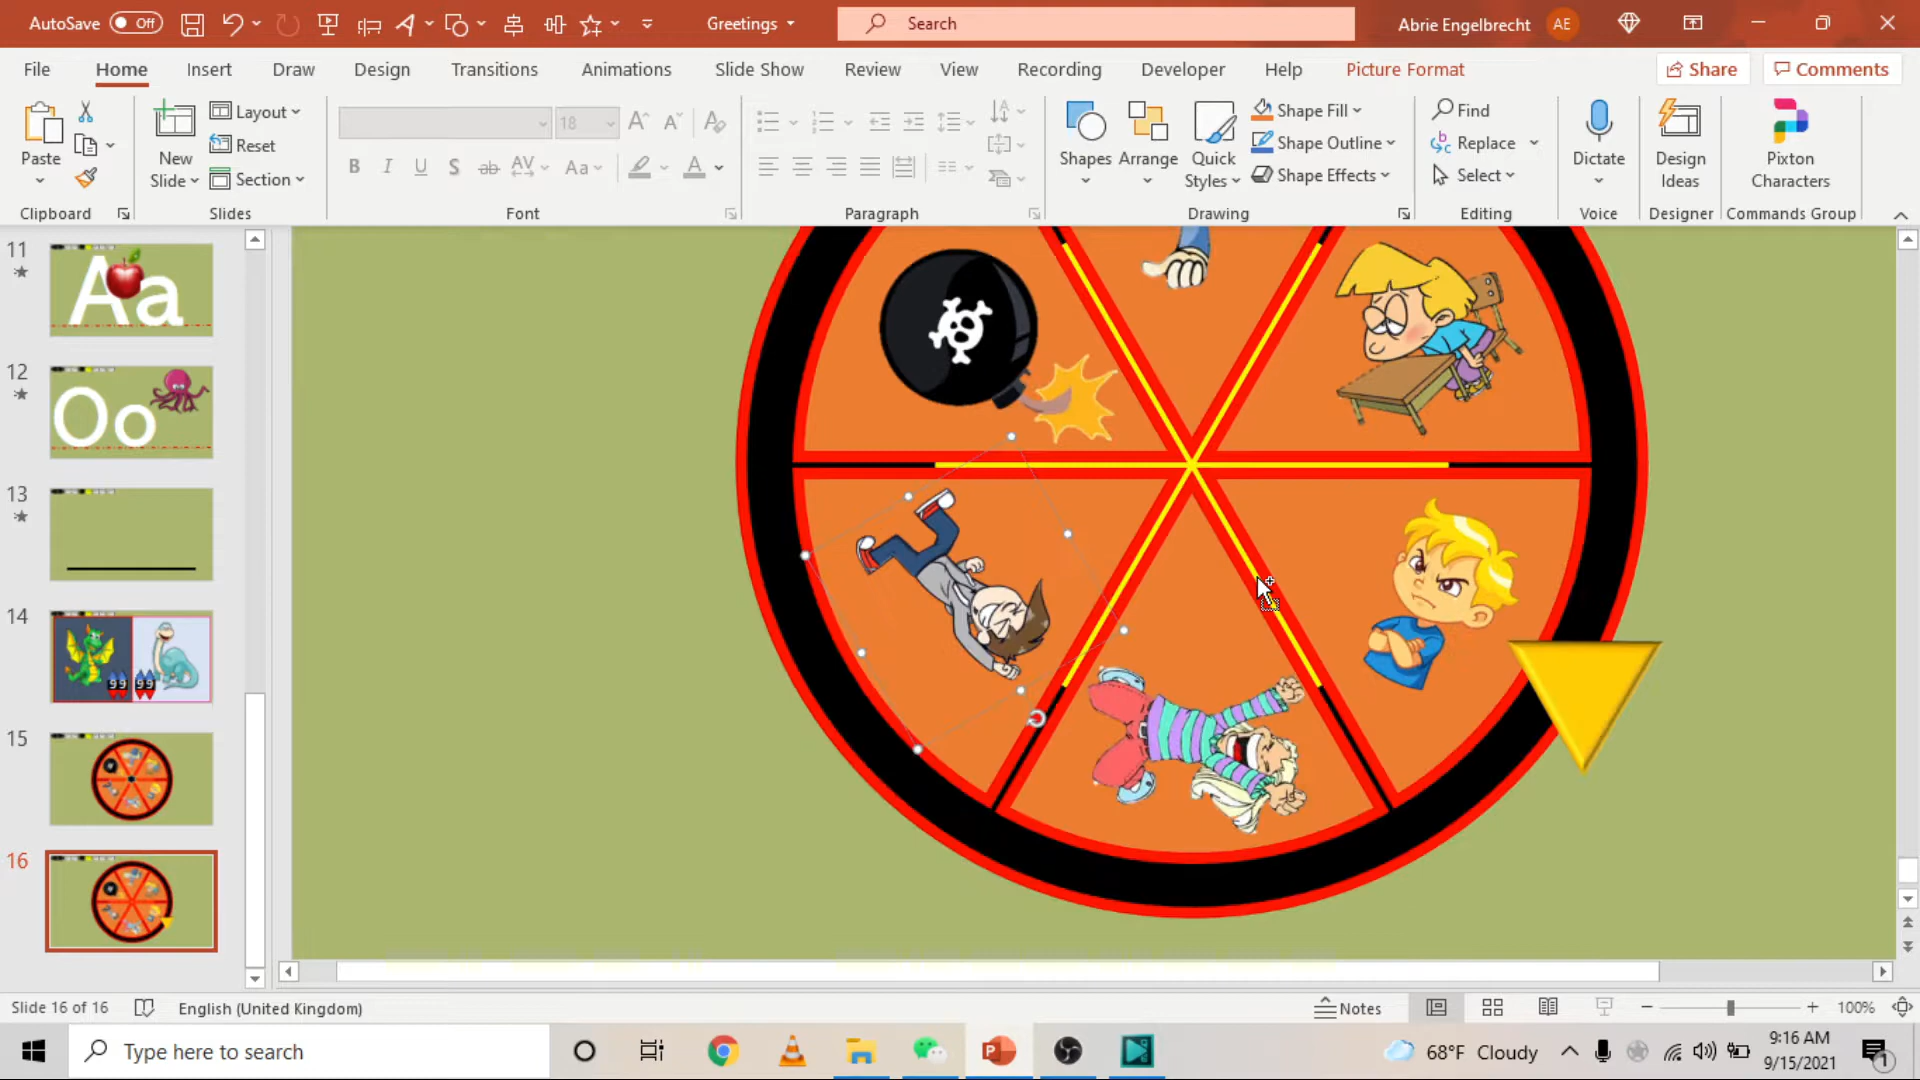 AutoSave Off Greetings Search Abrie Engelbrecht AE
File Home Insert Draw Design Transitions Animations Slide Show Review View Recording Developer Help Picture Format Share Comments
Paste New Slide Layout Reset Section
18
Shapes Arrange Quick Styles Shape Fill Shape Outline Shape Effects
Find Replace Select
Dictate Design Ideas Pixton Characters
Clipboard Slides Font Paragraph Drawing Editing Voice Designer Commands Group
11
Aa
12
Oo
13
14
99 99
15
16
Slide 16 of 16 English (United Kingdom) Notes 100%
Type here to search 68°F Cloudy 9:16 AM
9/15/2021
1